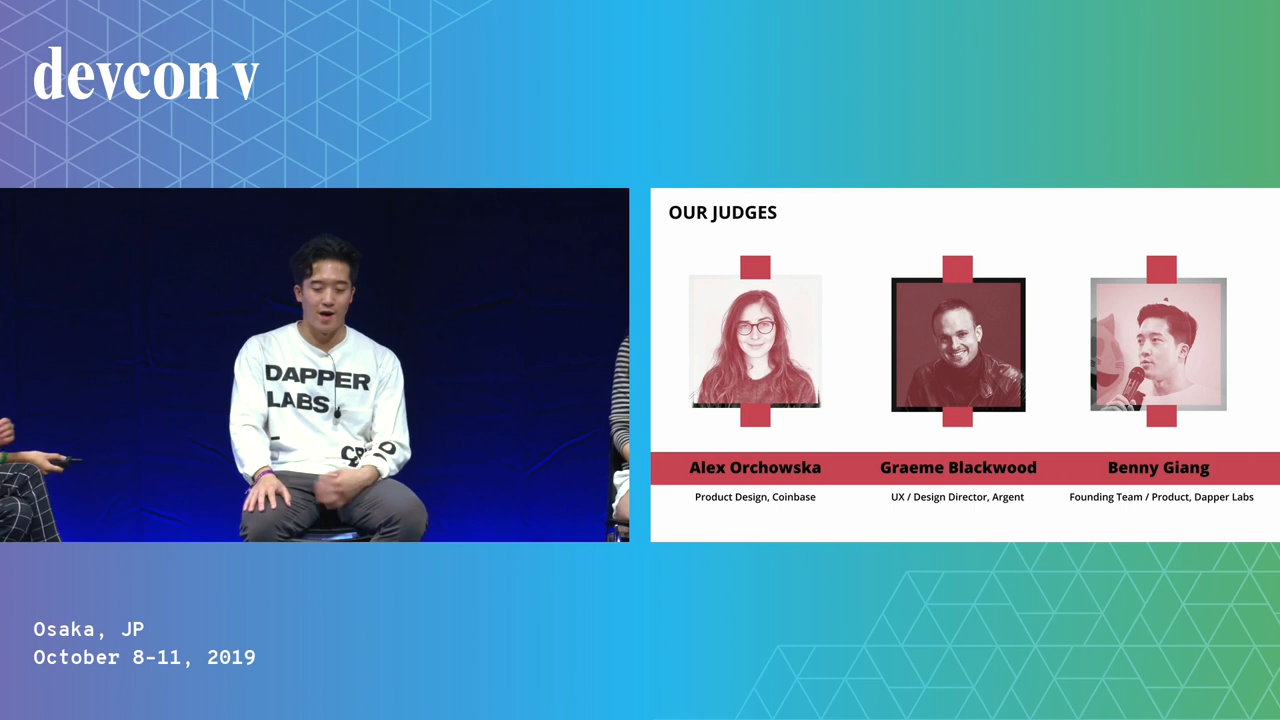 devcon v
DAPPER
LABS
OUR JUDGES
Alex Orchowska
Graeme Blackwood
Benny Giang
Product Design, Coinbase
UX / Design Director, Argent
Founding Team / Product, Dapper Labs
Osaka, JP
October 8-11, 2019